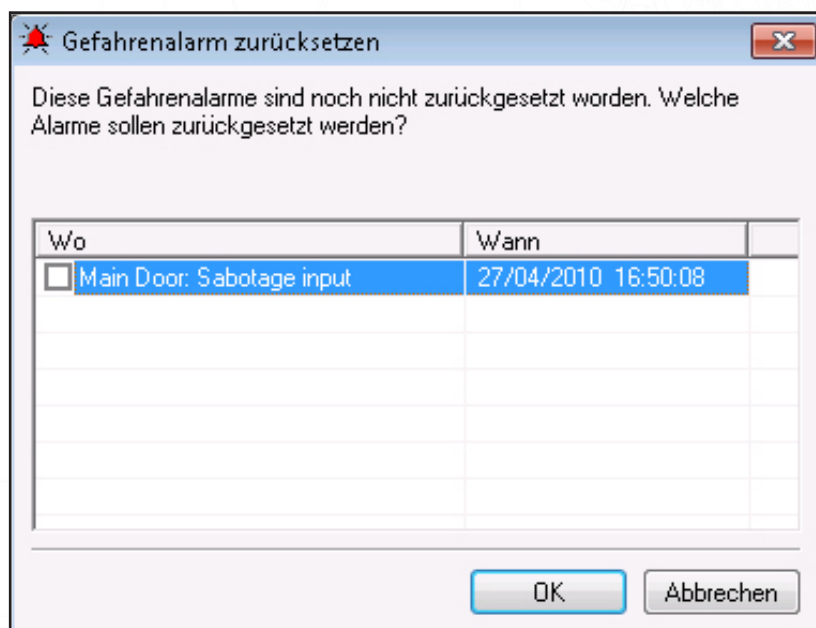 Gefahrenalarm zurücksetzen
Diese Gefahrenalarme sind noch nicht zurückgesetzt worden. Welche
Alarme sollen zurückgesetzt werden?
Wo Wann
Main Door: Sabotage input 27/04/2010 16:50:08
OK Abbrechen